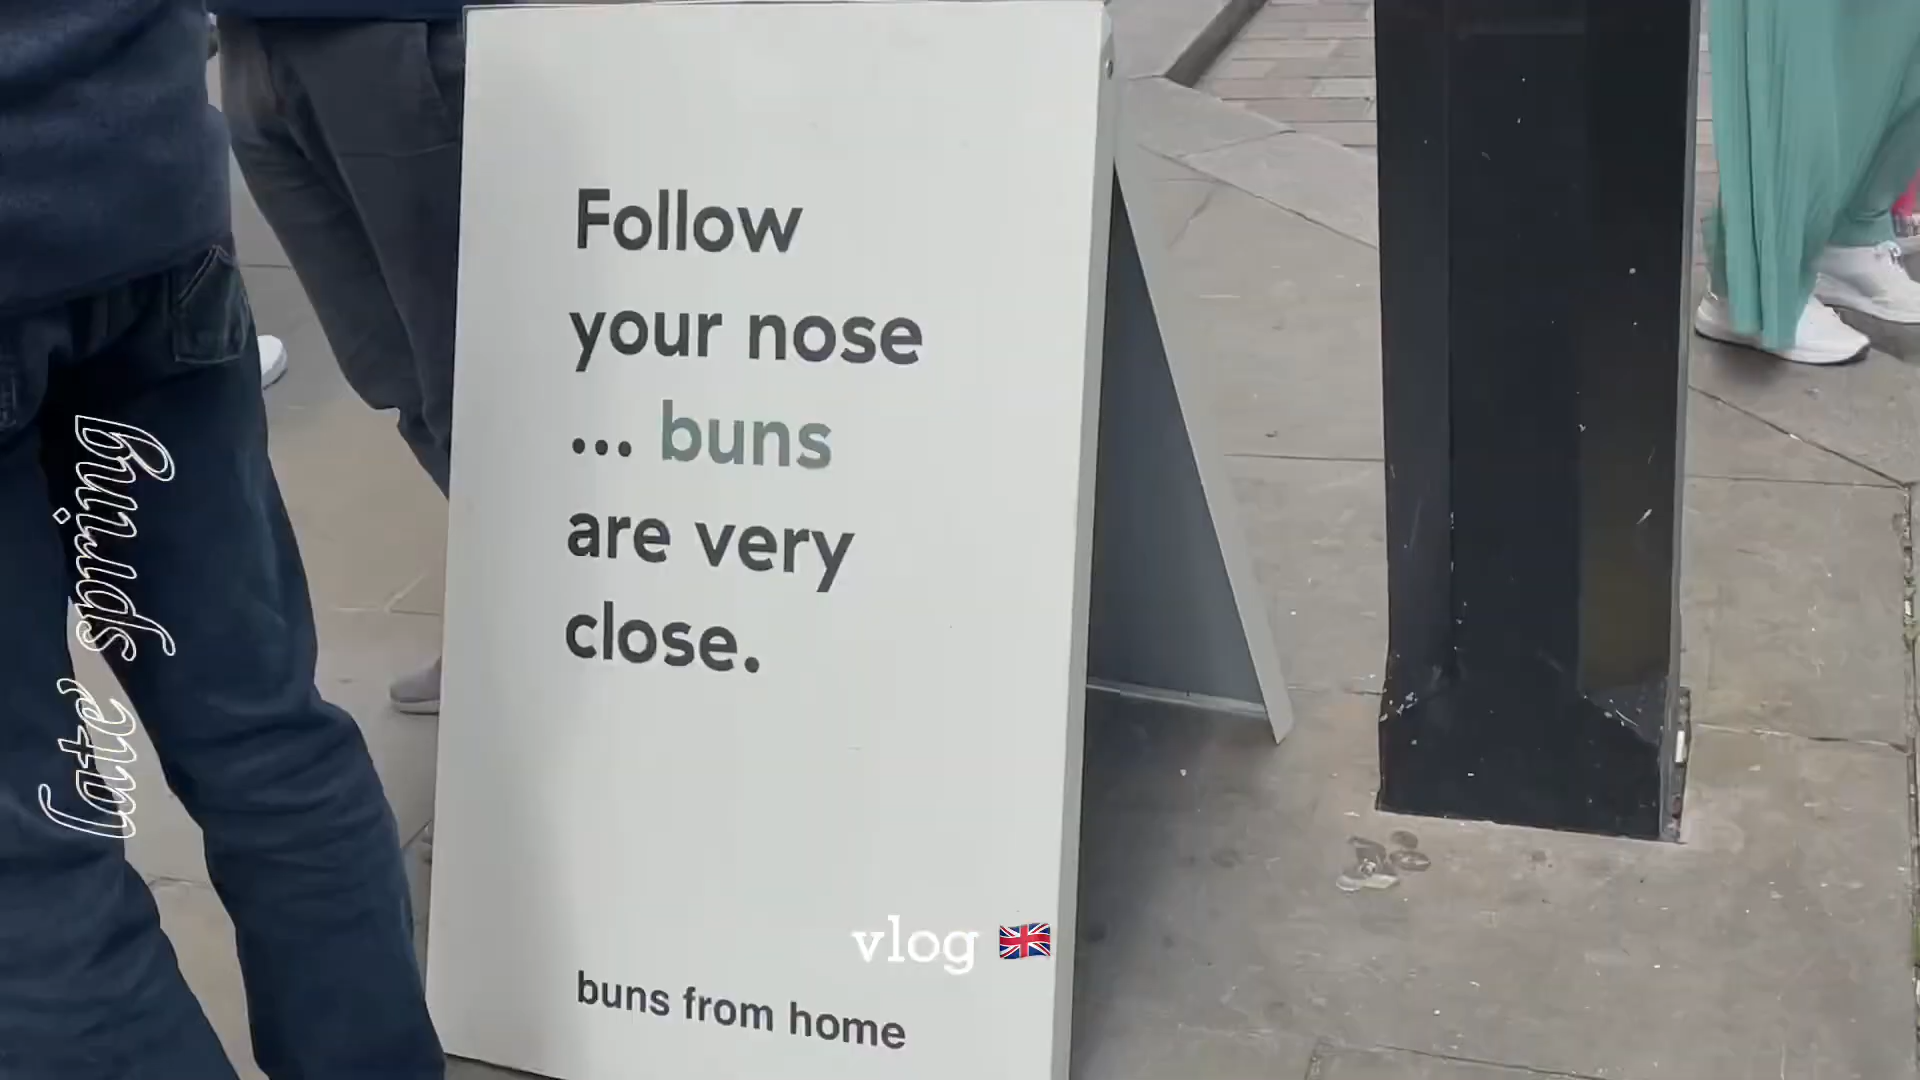 Follow
your nose
... buns
are very
close.
buns from home
late spring
vlog 🇬🇧